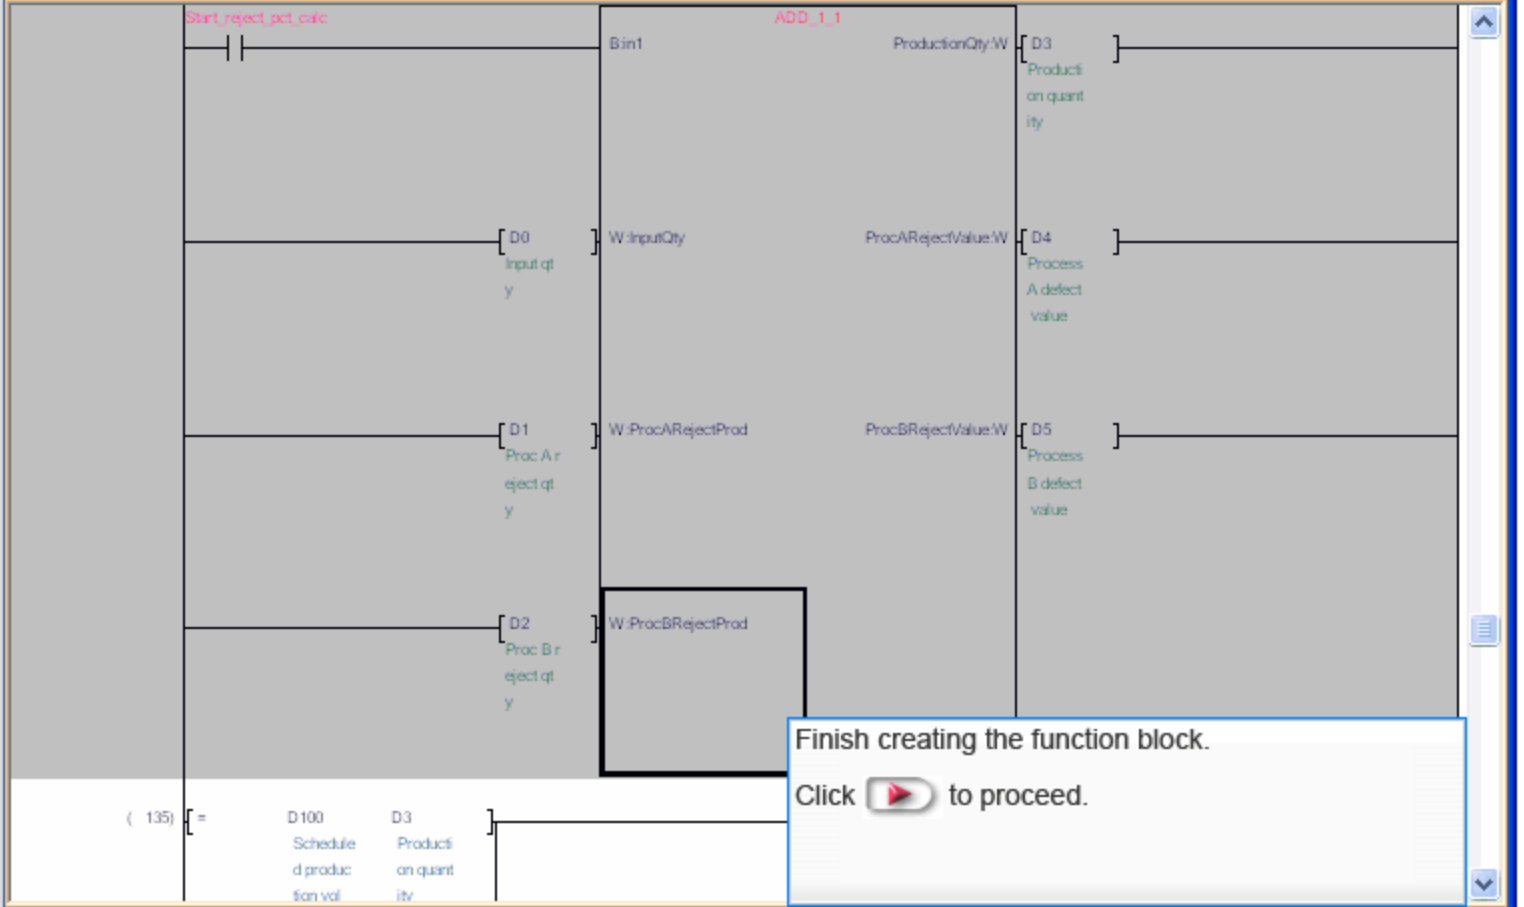 Start_reject_pct_calc
ADD_1_1
B:in1
ProductionQty:W
D3
Producti
on quant
ity
D0
Input qt
y
W:InputQty
ProcARejectValue:W
D4
Process
A defect
value
D1
Proc A r
eject qt
y
W:ProcARejectProd
ProcBRejectValue:W
D5
Process
B defect
value
D2
Proc B r
eject qt
y
W:ProcBRejectProd
Finish creating the function block.
Click to proceed.
( 135)
=
D100
D3
Schedule
d produc
tion vol
Producti
on quant
ity